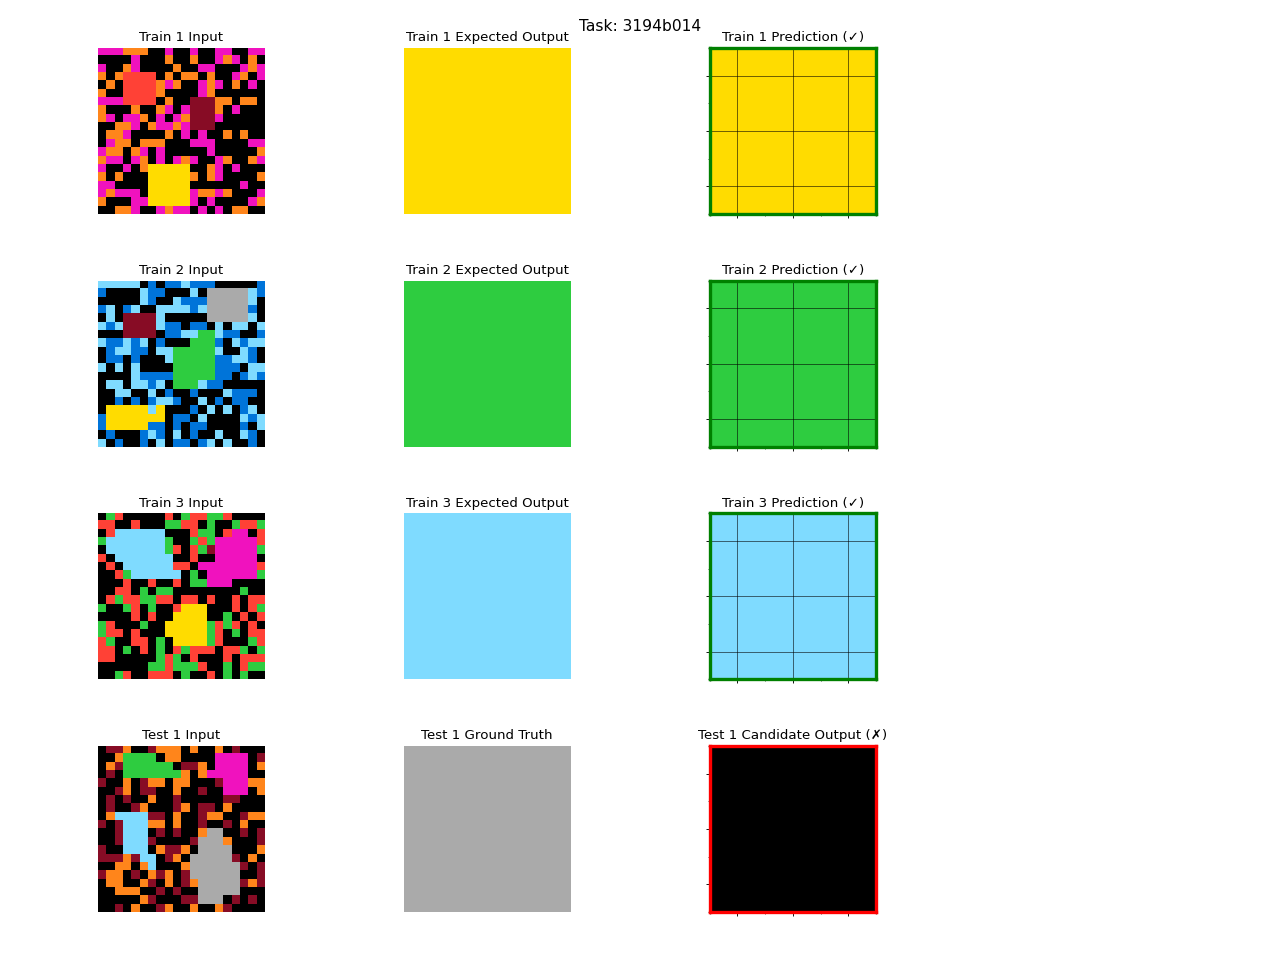 Task: 3194b014
Train 1 Input
Train 1 Expected Output
Train 1 Prediction (✓)
Train 2 Input
Train 2 Expected Output
Train 2 Prediction (✓)
Train 3 Input
Train 3 Expected Output
Train 3 Prediction (✓)
Test 1 Input
Test 1 Ground Truth
Test 1 Candidate Output (✗)